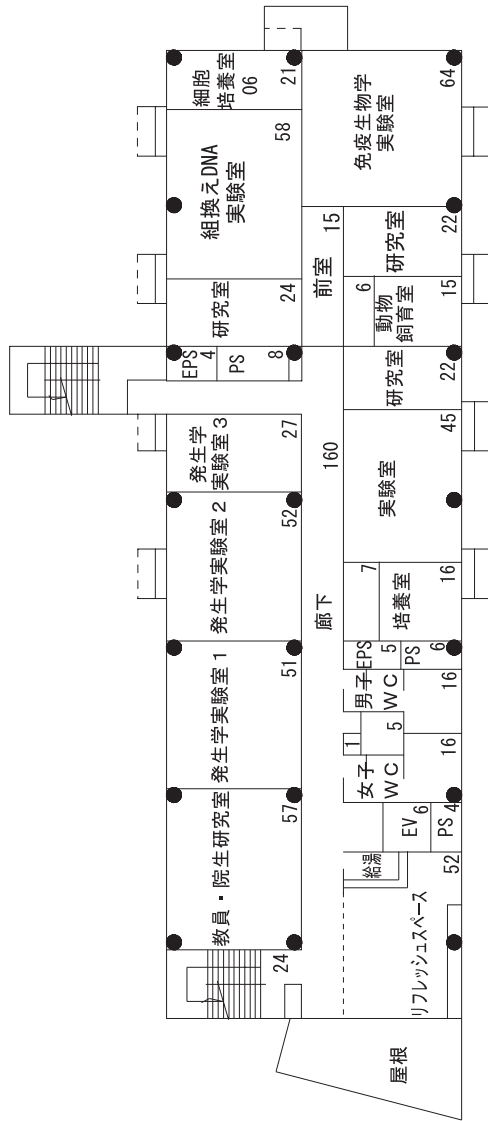 細胞
培養室
06
21
組換えDNA
実験室
58
研究室
24
EPS
4
PS
8
発生学
実験室3
27
発生学実験室2
52
発生学実験室1
51
教員・院生研究室
57
24
免疫生物学
実験室
64
前室
15
研究室
22
6
動物
飼育室
15
研究室
22
廊下
160
実験室
45
7
培養室
16
EPS
5
PS
6
男子
WC
16
1
5
女子
WC
16
EV
6
PS
4
給湯
リフレッシュスペース
52
屋根